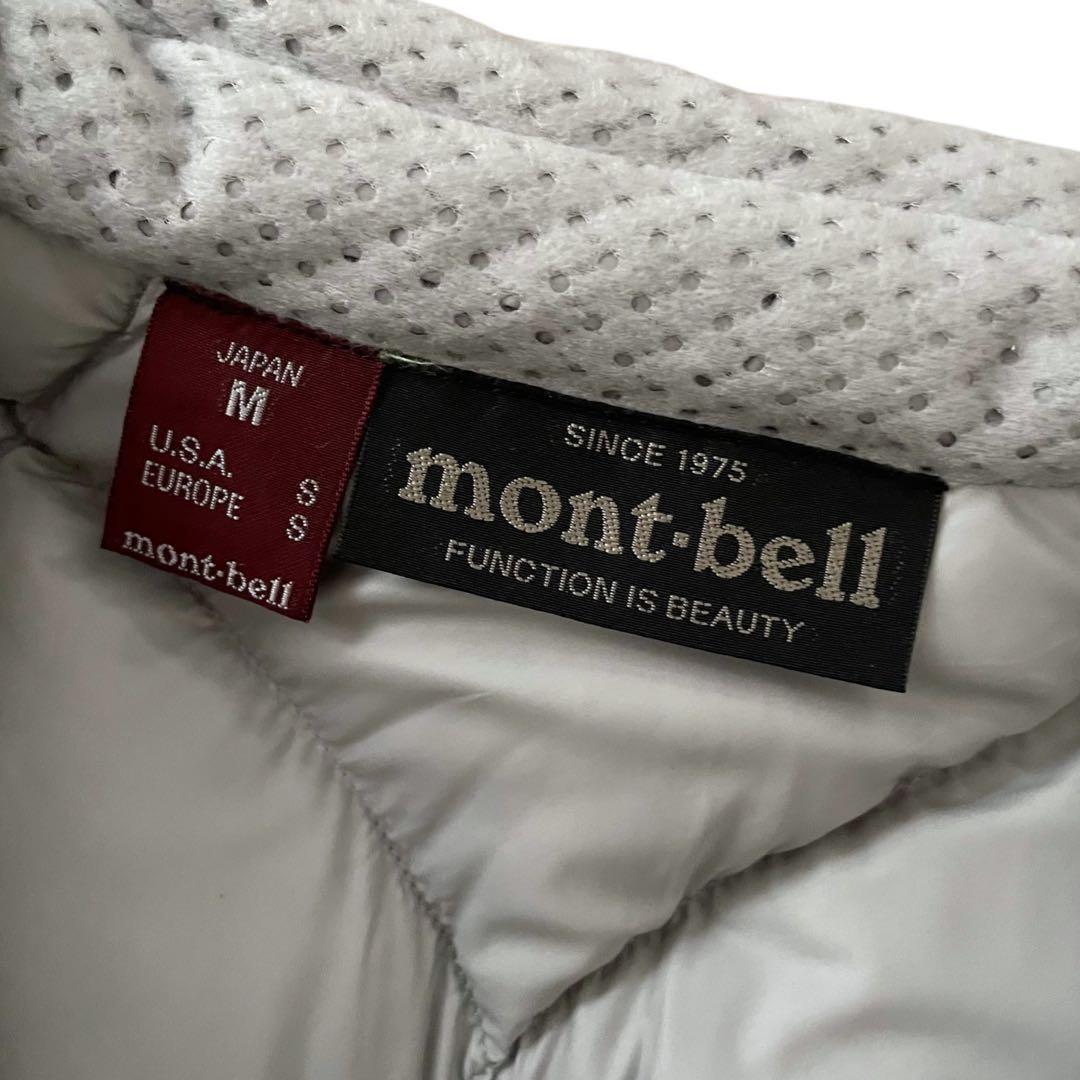 JAPAN
M
U.S.A. S
EUROPE S
mont·bell
SINCE 1975
mont·bell
FUNCTION IS BEAUTY